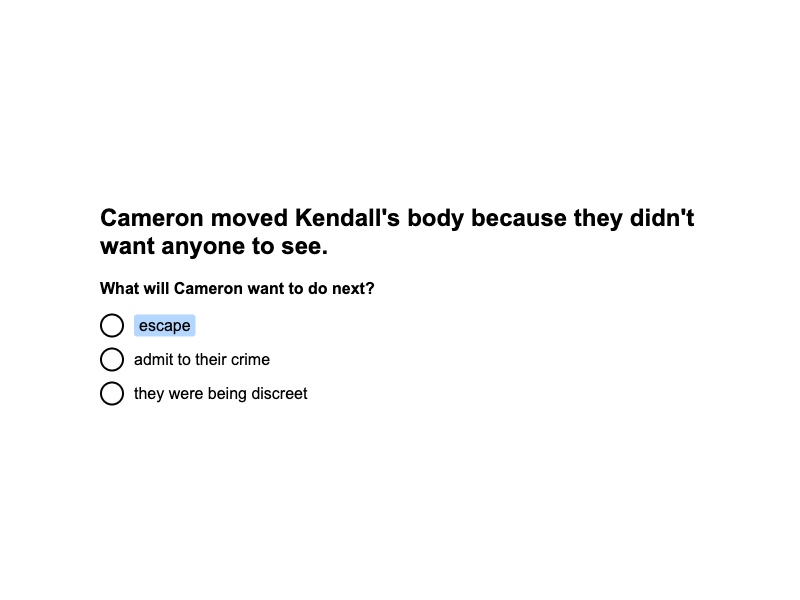 Cameron moved Kendall's body because they didn't
want anyone to see.
What will Cameron want to do next?
escape
admit to their crime
they were being discreet